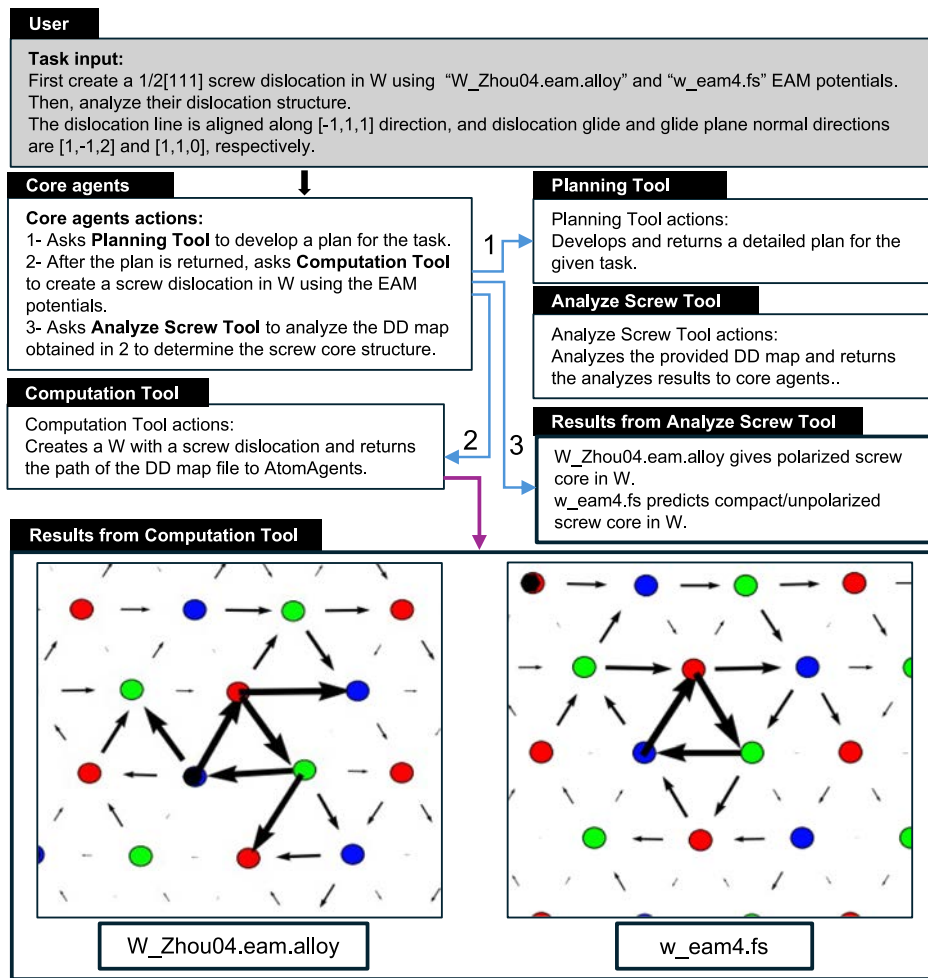 User
Task input:
First create a 1/2[111] screw dislocation in W using “W_Zhou04.eam.alloy” and “w_eam4.fs” EAM potentials.
Then, analyze their dislocation structure.
The dislocation line is aligned along [-1,1,1] direction, and dislocation glide and glide plane normal directions
are [1,-1,2] and [1,1,0], respectively.
Core agents
Core agents actions:
1- Asks Planning Tool to develop a plan for the task.
2- After the plan is returned, asks Computation Tool
to create a screw dislocation in W using the EAM
potentials.
3- Asks Analyze Screw Tool to analyze the DD map
obtained in 2 to determine the screw core structure.
1
Planning Tool
Planning Tool actions:
Develops and returns a detailed plan for the
given task.
Analyze Screw Tool
Analyze Screw Tool actions:
Analyzes the provided DD map and returns
the analyzes results to core agents..
Computation Tool
Computation Tool actions:
Creates a W with a screw dislocation and returns
the path of the DD map file to AtomAgents.
2
3
Results from Analyze Screw Tool
W_Zhou04.eam.alloy gives polarized screw
core in W.
w_eam4.fs predicts compact/unpolarized
screw core in W.
Results from Computation Tool
W_Zhou04.eam.alloy
w_eam4.fs